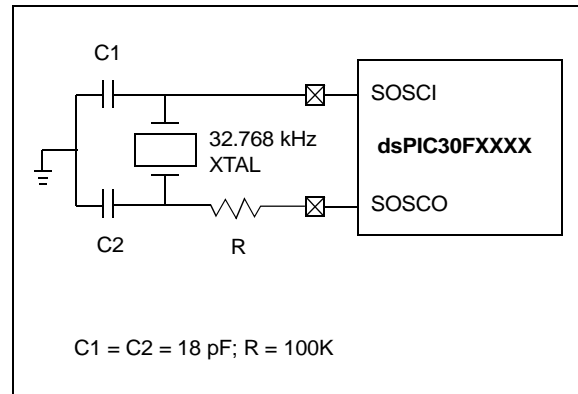 C1
SOSCI
32.768 kHz
XTAL
dsPIC30FXXXX
SOSCO
C2
R
C1 = C2 = 18 pF; R = 100K